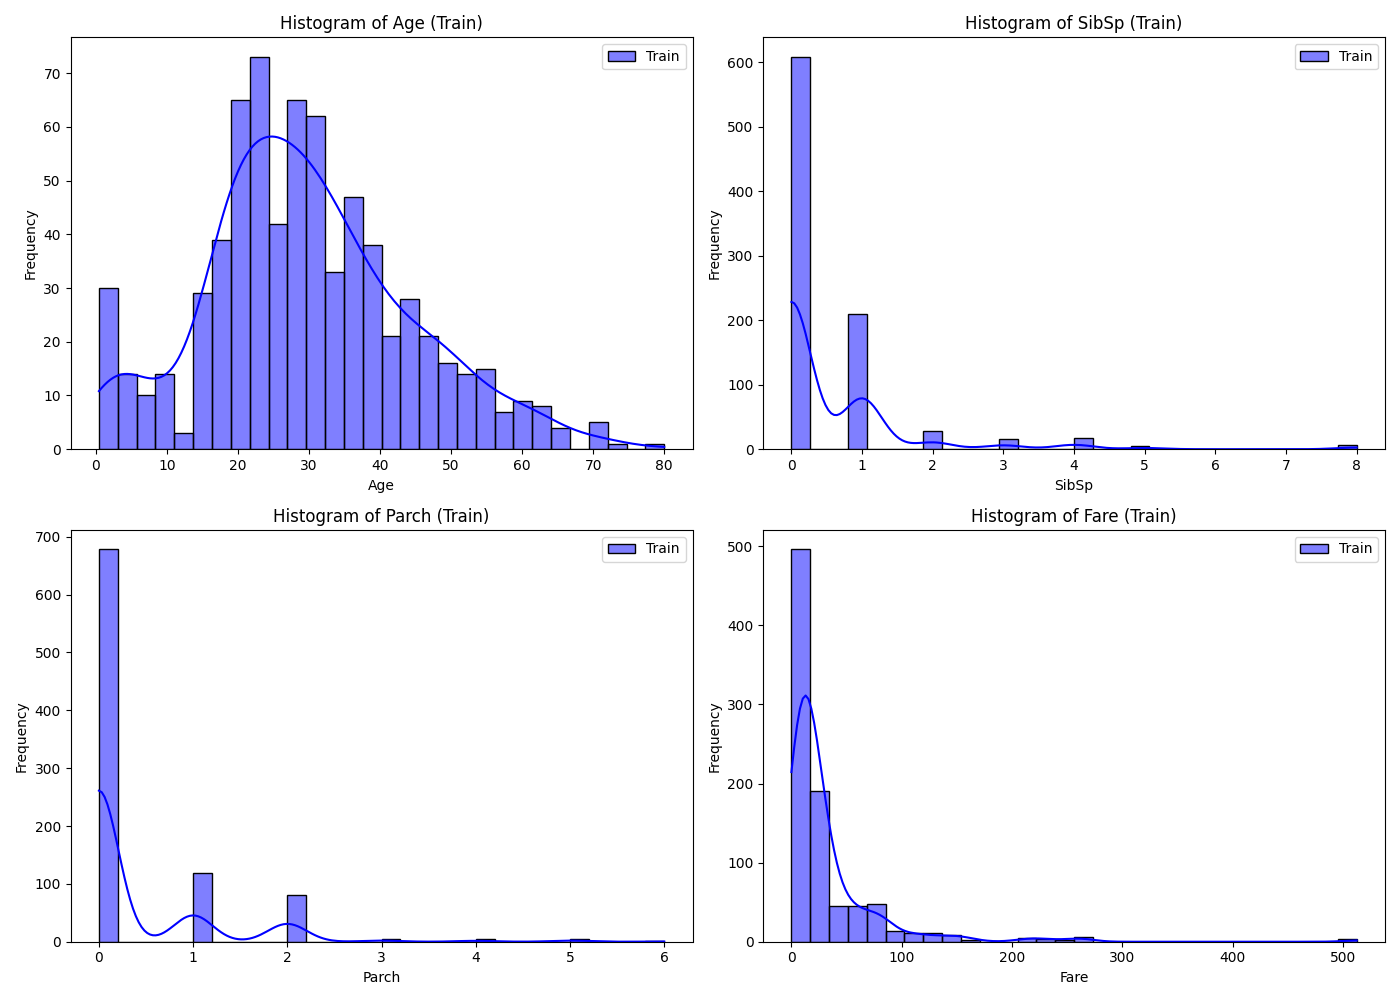 Histogram of Age (Train)
Train
Frequency
70
60
50
40
30
20
10
0
0 10 20 30 40 50 60 70 80
Age
Histogram of SibSp (Train)
Train
Frequency
600
500
400
300
200
100
0
0 1 2 3 4 5 6 7 8
SibSp
Histogram of Parch (Train)
Train
Frequency
700
600
500
400
300
200
100
0
0 1 2 3 4 5 6
Parch
Histogram of Fare (Train)
Train
Frequency
500
400
300
200
100
0
0 100 200 300 400 500
Fare